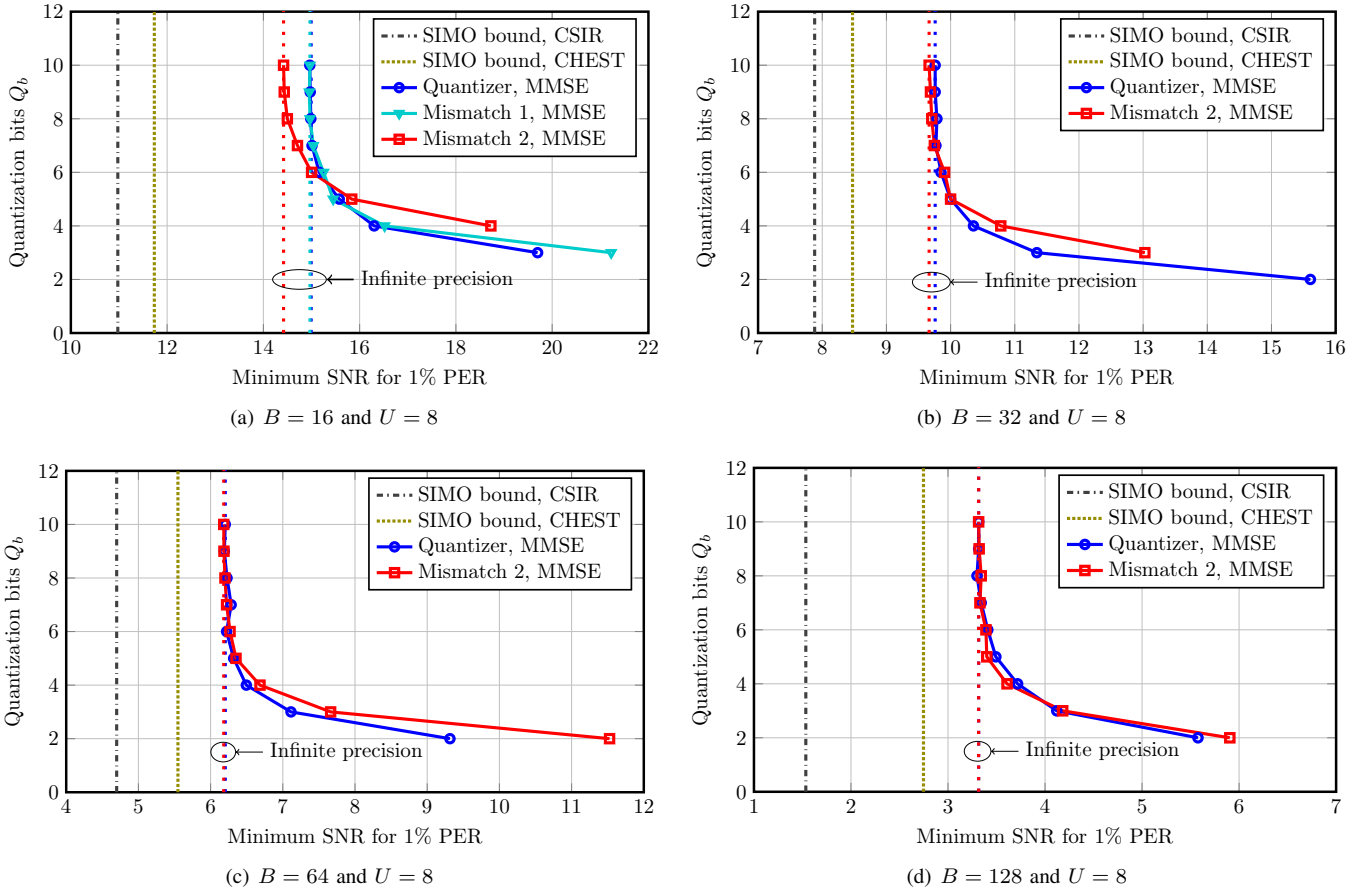 12
10
8
6
4
2
0
10
12
14
16
18
20
22
Quantization bits Q_b
Minimum SNR for 1% PER
SIMO bound, CSIR
SIMO bound, CHEST
Quantizer, MMSE
Mismatch 1, MMSE
Mismatch 2, MMSE
Infinite precision
(a) B = 16 and U = 8
12
10
8
6
4
2
0
7
8
9
10
11
12
13
14
15
16
Quantization bits Q_b
Minimum SNR for 1% PER
SIMO bound, CSIR
SIMO bound, CHEST
Quantizer, MMSE
Mismatch 2, MMSE
Infinite precision
(b) B = 32 and U = 8
12
10
8
6
4
2
0
4
5
6
7
8
9
10
11
12
Quantization bits Q_b
Minimum SNR for 1% PER
SIMO bound, CSIR
SIMO bound, CHEST
Quantizer, MMSE
Mismatch 2, MMSE
Infinite precision
(c) B = 64 and U = 8
12
10
8
6
4
2
0
1
2
3
4
5
6
7
Quantization bits Q_b
Minimum SNR for 1% PER
SIMO bound, CSIR
SIMO bound, CHEST
Quantizer, MMSE
Mismatch 2, MMSE
Infinite precision
(d) B = 128 and U = 8